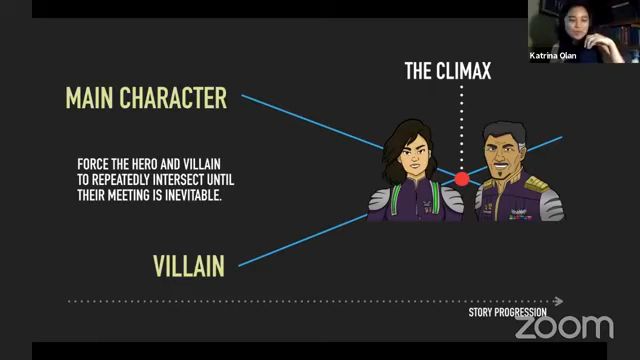 Katrina Olan
THE CLIMAX
MAIN CHARACTER
FORCE THE HERO AND VILLAIN
TO REPEATEDLY INTERSECT UNTIL
THEIR MEETING IS INEVITABLE.
VILLAIN
STORY PROGRESSION
zoom